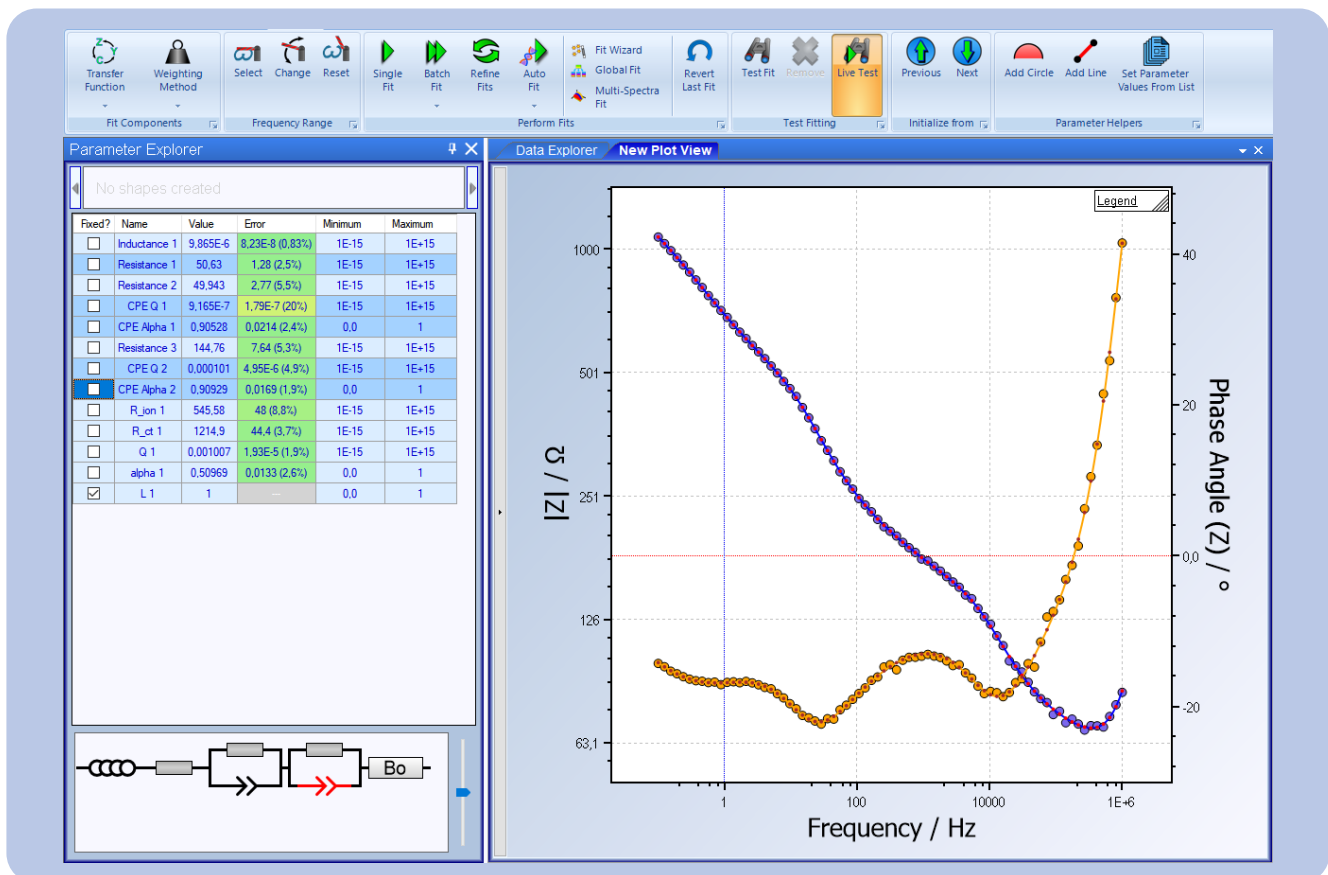 Transfer Function
Weighting Method
Select
Change
Reset
Single Fit
Batch Fit
Refine Fits
Auto Fit
Fit Wizard
Global Fit
Multi-Spectra Fit
Revert Last Fit
Test Fit
Remove
Live Test
Previous
Next
Add Circle
Add Line
Set Parameter Values From List
Fit Components
Frequency Range
Perform Fits
Test Fitting
Initialize from
Parameter Helpers
Parameter Explorer
No shapes created
Fixed? Name Value Error Minimum Maximum
Inductance 1 9,865E-6 8,23E-8 (0,83%) 1E-15 1E+15
Resistance 1 50,63 1,28 (2,5%) 1E-15 1E+15
Resistance 2 49,943 2,77 (5,5%) 1E-15 1E+15
CPE Q 1 9,165E-7 1,79E-7 (20%) 1E-15 1E+15
CPE Alpha 1 0,90528 0,0214 (2,4%) 0,0 1
Resistance 3 144,76 7,64 (5,3%) 1E-15 1E+15
CPE Q 2 0,000101 4,95E-6 (4,9%) 1E-15 1E+15
CPE Alpha 2 0,90929 0,0169 (1,9%) 0,0 1
R_ion 1 545,58 48 (8,8%) 1E-15 1E+15
R_ct 1 1214,9 44,4 (3,7%) 1E-15 1E+15
Q 1 0,001007 1,93E-5 (1,9%) 1E-15 1E+15
alpha 1 0,50969 0,0133 (2,6%) 0,0 1
L 1 1 --- 0,0 1
Bo
Data Explorer
New Plot View
Legend
|Z| / Ω
1000
501
251
126
63,1
40
20
0,0
-20
Phase Angle (Z) / °
1
100
10000
1E+6
Frequency / Hz